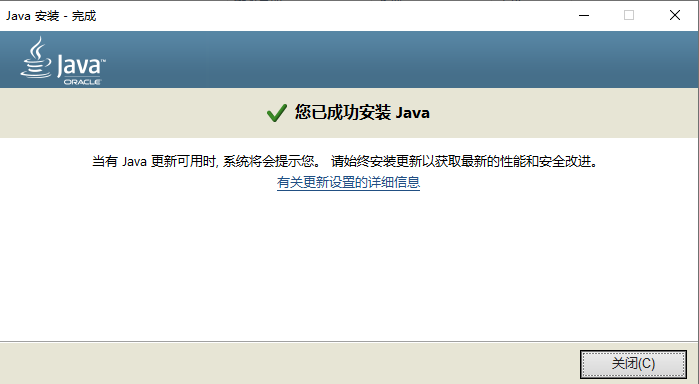 Java 安装 - 完成
Java™
ORACLE
您已成功安装 Java
当有 Java 更新可用时, 系统将会提示您。 请始终安装更新以获取最新的性能和安全改进。
有关更新设置的详细信息
关闭(C)